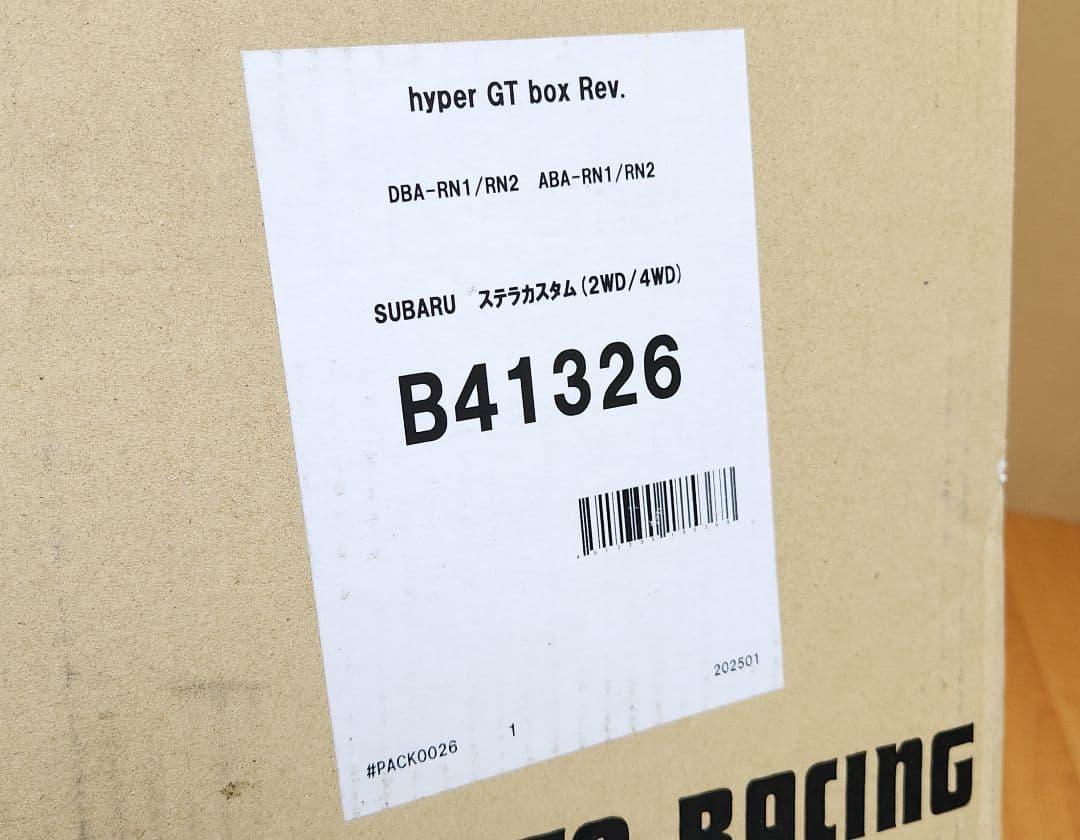 hyper GT box Rev.
DBA-RN1/RN2 ABA-RN1/RN2
SUBARU ステラカスタム(2WD/4WD)
B41326
202501
#PACK0026 1
RACING